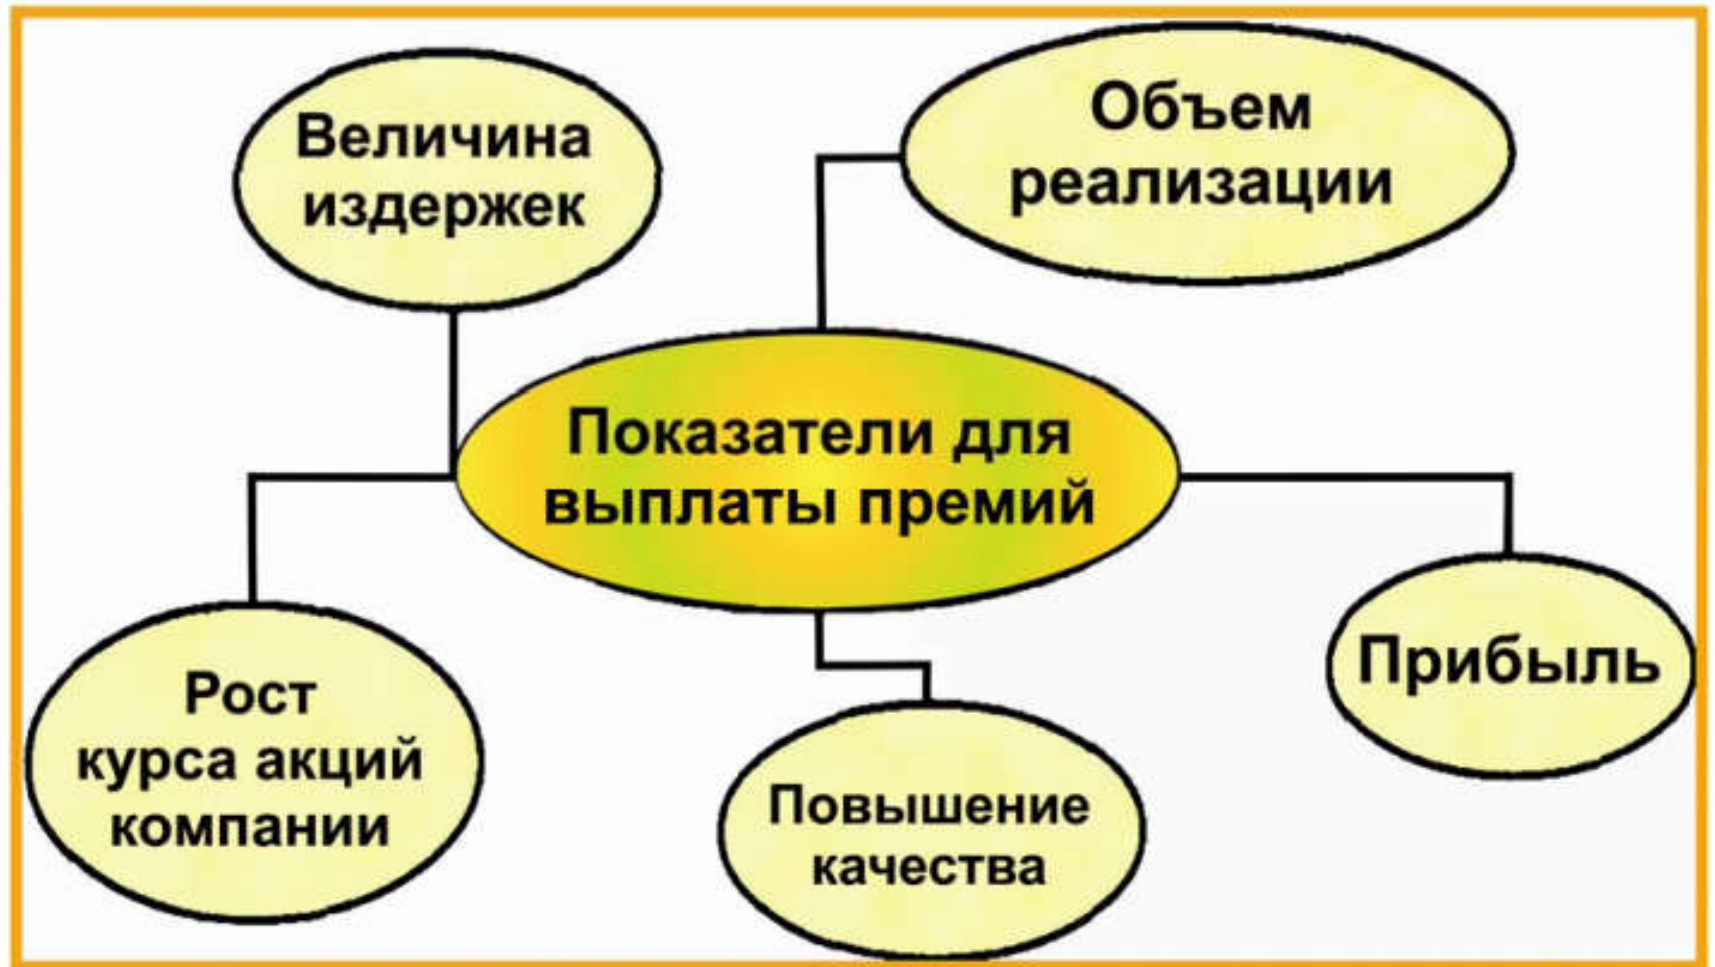 Величина
издержек
Объем
реализации
Показатели для
выплаты премий
Прибыль
Рост
курса акций
компании
Повышение
качества